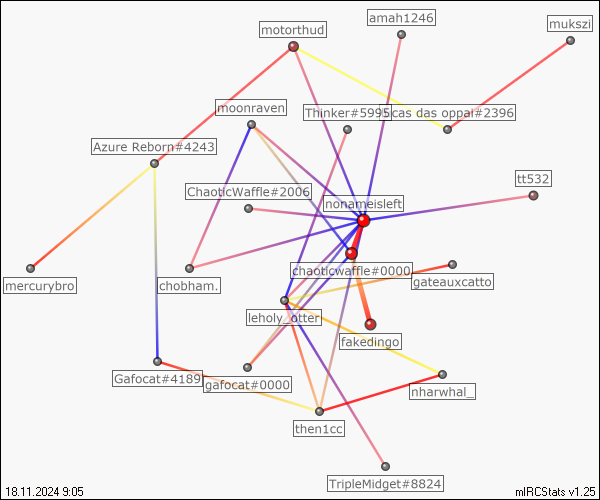 amah1246
motorthud
mukszi
moonraven
Thinker#5995
cas das oppai#2396
Azure Reborn#4243
tt532
ChaoticWaffle#2006
nonameisleft
chaoticwaffle#0000
mercurybro
chobham.
gateauxcatto
leholy_otter
fakedingo
Gafocat#4189
gafocat#0000
nharwhal_
then1cc
TripleMidget#8824
18.11.2024 9:05
mIRCStats v1.25